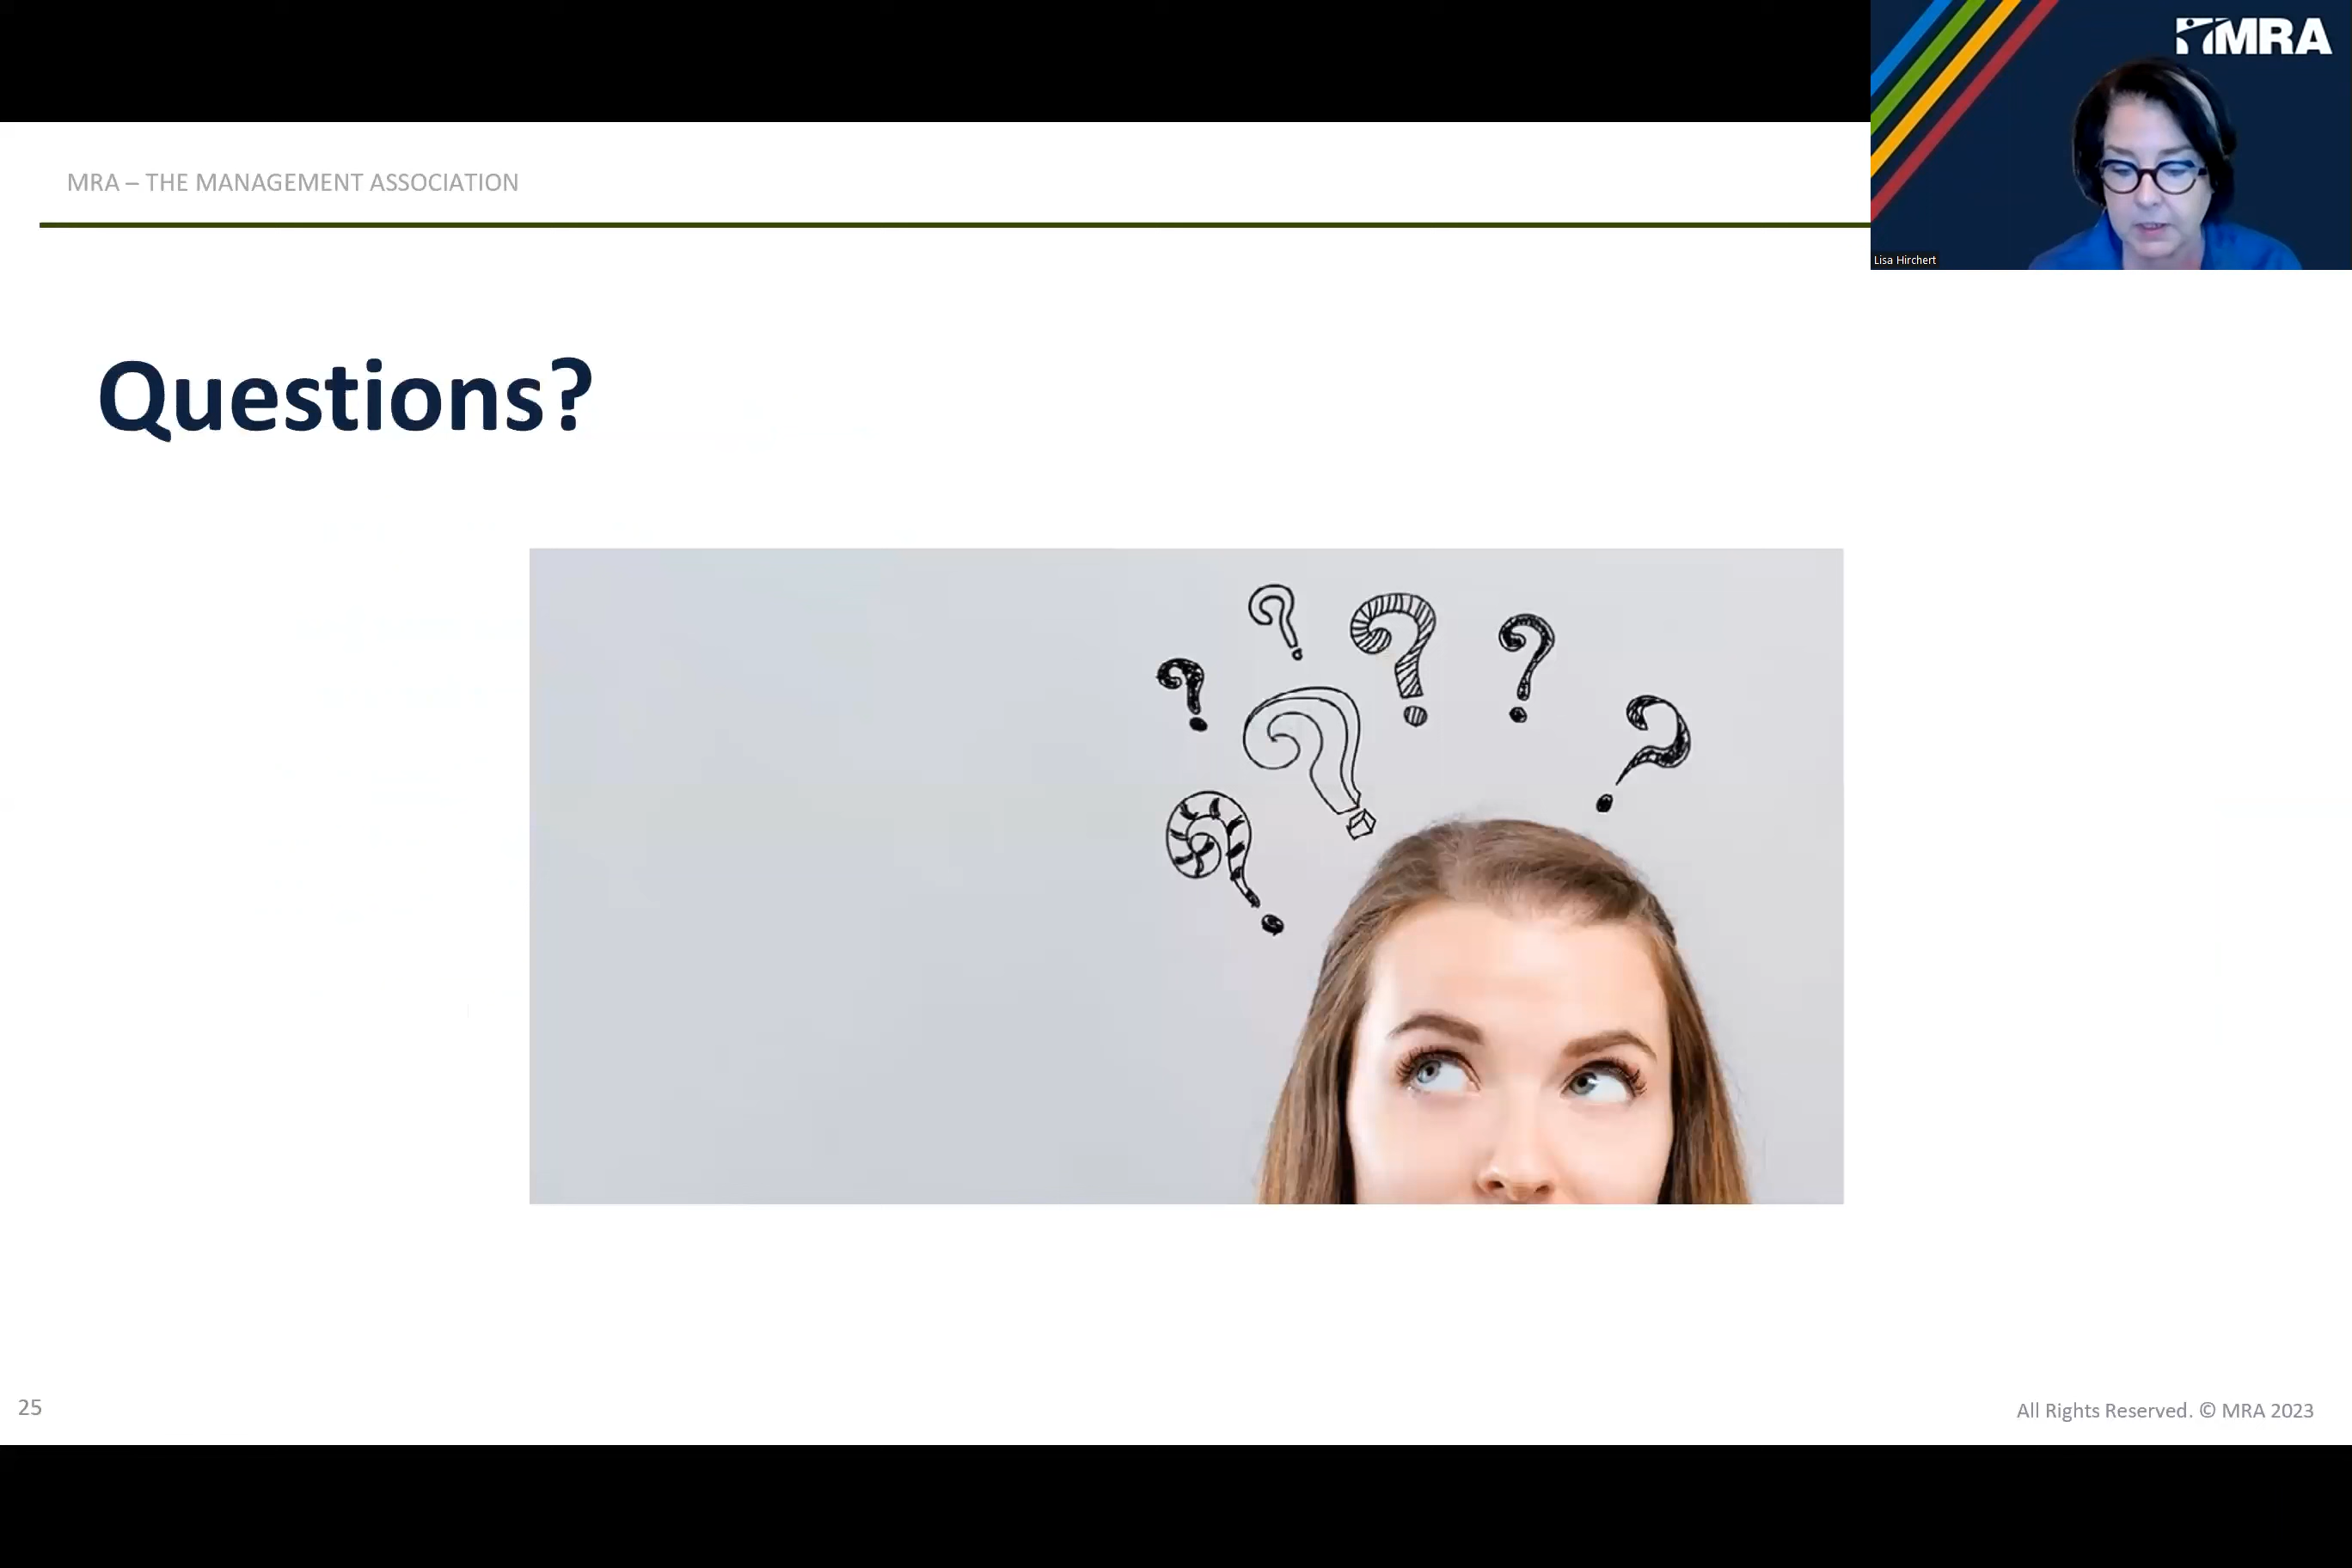 MRA
MRA – THE MANAGEMENT ASSOCIATION
Lisa Hirchert
Questions?
25
All Rights Reserved. © MRA 2023